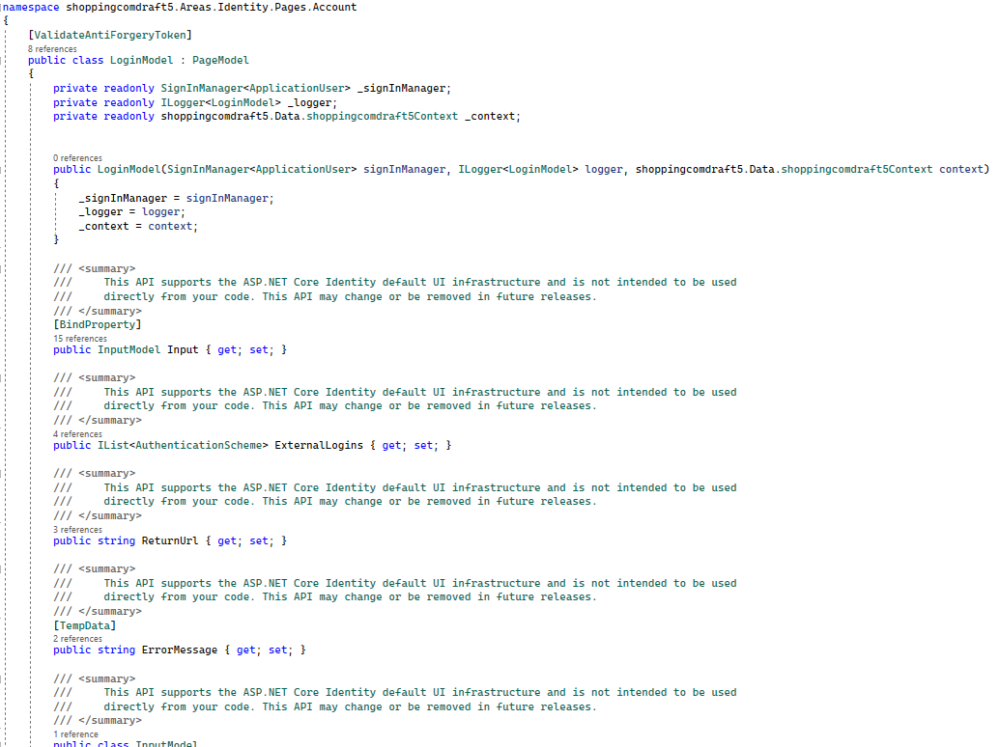 namespace shoppingcomdraft5.Areas.Identity.Pages.Account
{
[ValidateAntiForgeryToken]
8 references
public class LoginModel : PageModel
{
private readonly SignInManager<ApplicationUser> _signInManager;
private readonly ILogger<LoginModel> _logger;
private readonly shoppingcomdraft5.Data.shoppingcomdraft5Context _context;
0 references
public LoginModel(SignInManager<ApplicationUser> signInManager, ILogger<LoginModel> logger, shoppingcomdraft5.Data.shoppingcomdraft5Context context)
{
_signInManager = signInManager;
_logger = logger;
_context = context;
}
/// <summary>
///     This API supports the ASP.NET Core Identity default UI infrastructure and is not intended to be used
///     directly from your code. This API may change or be removed in future releases.
/// </summary>
[BindProperty]
15 references
public InputModel Input { get; set; }
/// <summary>
///     This API supports the ASP.NET Core Identity default UI infrastructure and is not intended to be used
///     directly from your code. This API may change or be removed in future releases.
/// </summary>
4 references
public IList<AuthenticationScheme> ExternalLogins { get; set; }
/// <summary>
///     This API supports the ASP.NET Core Identity default UI infrastructure and is not intended to be used
///     directly from your code. This API may change or be removed in future releases.
/// </summary>
3 references
public string ReturnUrl { get; set; }
/// <summary>
///     This API supports the ASP.NET Core Identity default UI infrastructure and is not intended to be used
///     directly from your code. This API may change or be removed in future releases.
/// </summary>
[TempData]
2 references
public string ErrorMessage { get; set; }
/// <summary>
///     This API supports the ASP.NET Core Identity default UI infrastructure and is not intended to be used
///     directly from your code. This API may change or be removed in future releases.
/// </summary>
1 reference
public class InputModel